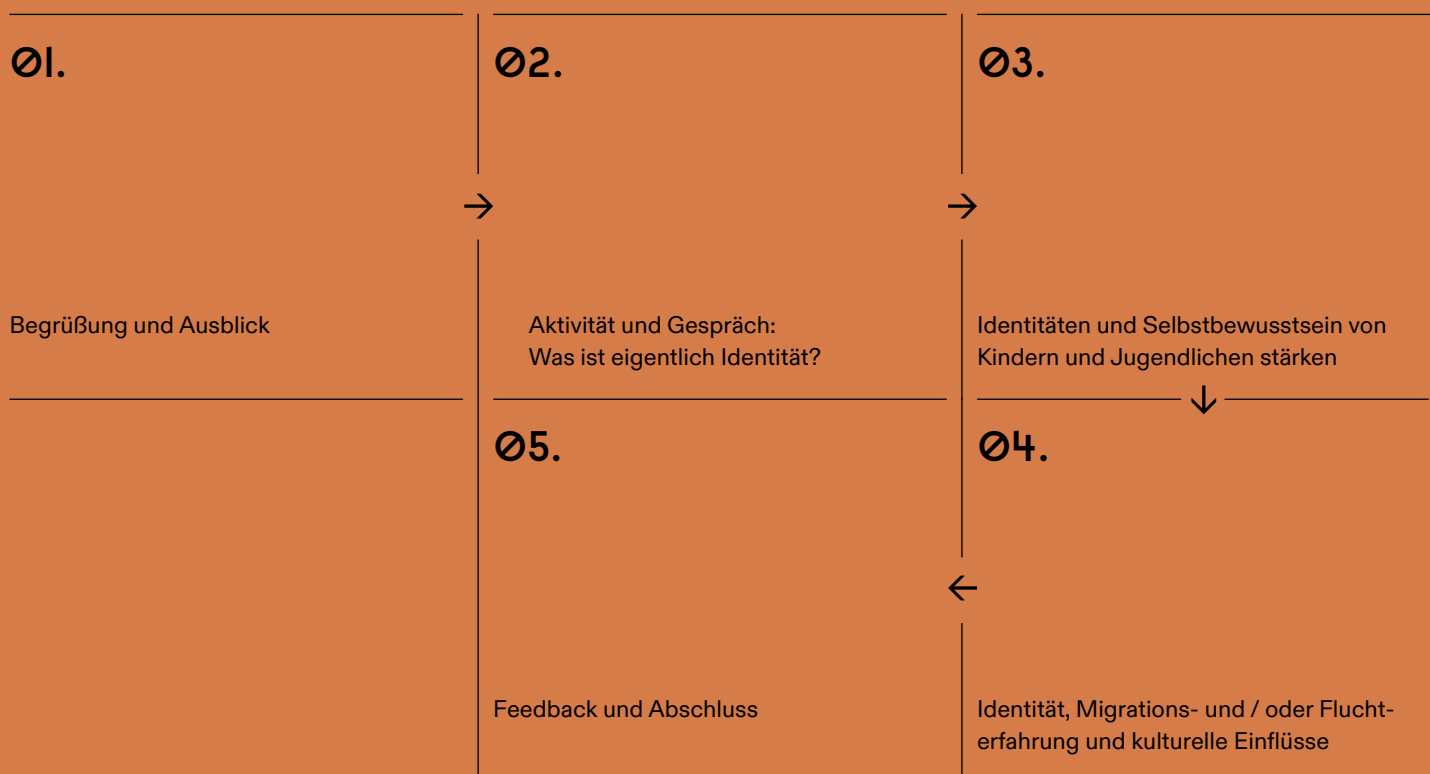 01.
Begrüßung und Ausblick
→
02.
Aktivität und Gespräch:
Was ist eigentlich Identität?
→
03.
Identitäten und Selbstbewusstsein von
Kindern und Jugendlichen stärken
↓
04.
Identität, Migrations- und / oder Flucht-
erfahrung und kulturelle Einflüsse
←
05.
Feedback und Abschluss